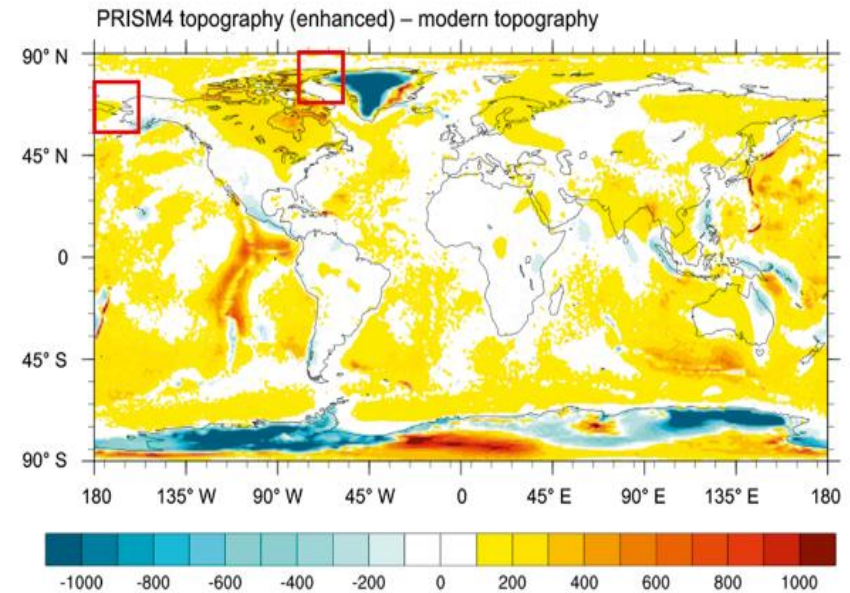 PRISM4 topography (enhanced) – modern topography
90° N
45° N
0
45° S
90° S
180 135° W 90° W 45° W 0 45° E 90° E 135° E 180
-1000 -800 -600 -400 -200 0 200 400 600 800 1000